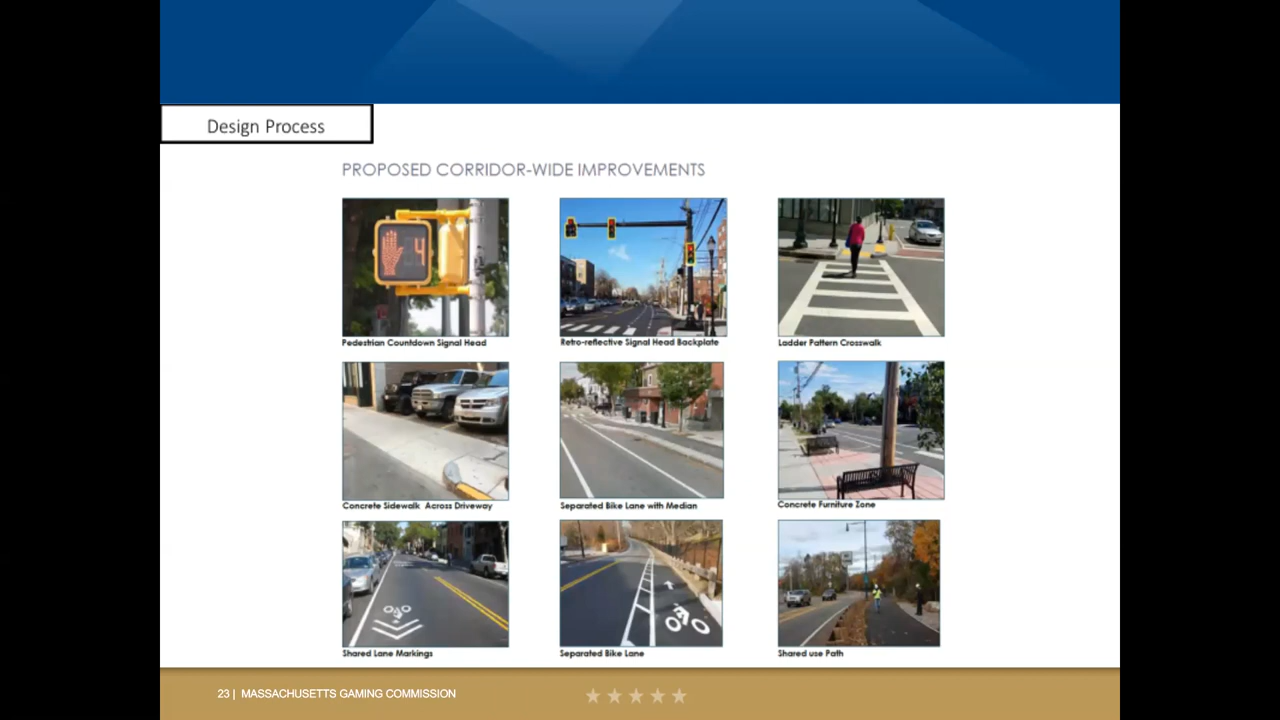 Design Process
PROPOSED CORRIDOR-WIDE IMPROVEMENTS
4
Pedestrian Countdown Signal Head
Retro-reflective Signal Head Backplate
Ladder Pattern Crosswalk
Concrete Sidewalk Across Driveway
Separated Bike Lane with Median
Concrete Furniture Zone
Shared Lane Markings
Separated Bike Lane
Shared use Path
23 | MASSACHUSETTS GAMING COMMISSION